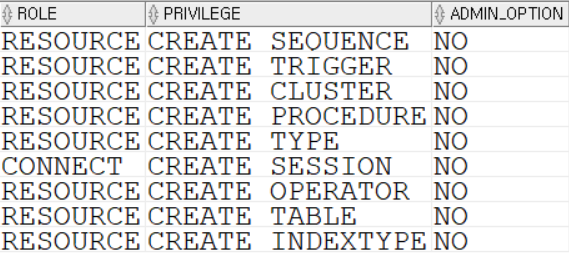 ROLE PRIVILEGE ADMIN_OPTION
RESOURCE CREATE SEQUENCE NO
RESOURCE CREATE TRIGGER NO
RESOURCE CREATE CLUSTER NO
RESOURCE CREATE PROCEDURE NO
RESOURCE CREATE TYPE NO
CONNECT CREATE SESSION NO
RESOURCE CREATE OPERATOR NO
RESOURCE CREATE TABLE NO
RESOURCE CREATE INDEXTYPE NO